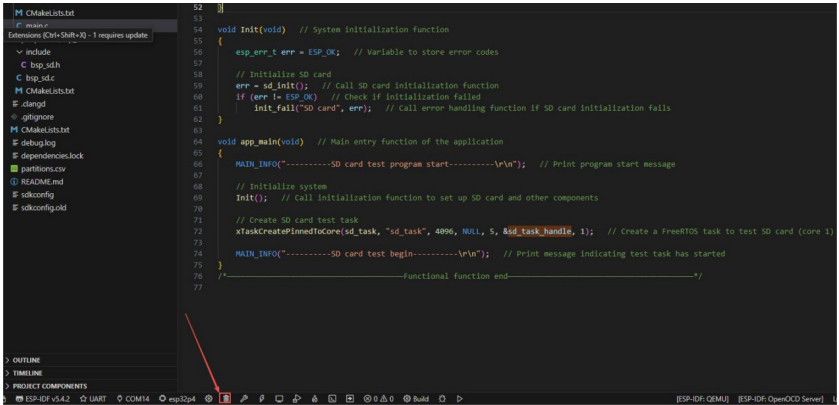 CMakeLists.txt
main.c
Extensions (Ctrl+Shift+X) - 1 requires update
include
bsp_sd.h
bsp_sd.c
CMakeLists.txt
.clangd
.gitignore
CMakeLists.txt
debug.log
dependencies.lock
partitions.csv
README.md
sdkconfig
sdkconfig.old
OUTLINE
TIMELINE
PROJECT COMPONENTS
52 }
53
54 void Init(void)   // System initialization function
55 {
56     esp_err_t err = ESP_OK;   // Variable to store error codes
57
58     // Initialize SD card
59     err = sd_init();   // Call SD card initialization function
60     if (err != ESP_OK)   // Check if initialization failed
61         init_fail("SD card", err);   // Call error handling function if SD card initialization fails
62 }
63
64 void app_main(void)   // Main entry function of the application
65 {
66     MAIN_INFO("----------SD card test program start----------\r\n");   // Print program start message
67
68     // Initialize system
69     Init();   // Call initialization function to set up SD card and other components
70
71     // Create SD card test task
72     xTaskCreatePinnedToCore(sd_task, "sd_task", 4096, NULL, 5, &sd_task_handle, 1);   // Create a FreeRTOS task to test SD card (core 1)
73
74     MAIN_INFO("----------SD card test begin----------\r\n");   // Print message indicating test task has started
75 }
76 /*————————————————Functional function end————————————————*/
77
ESP-IDF v5.4.2 UART COM14 esp32p4 0 0 Build [ESP-IDF: QEMU] [ESP-IDF: OpenOCD Server]